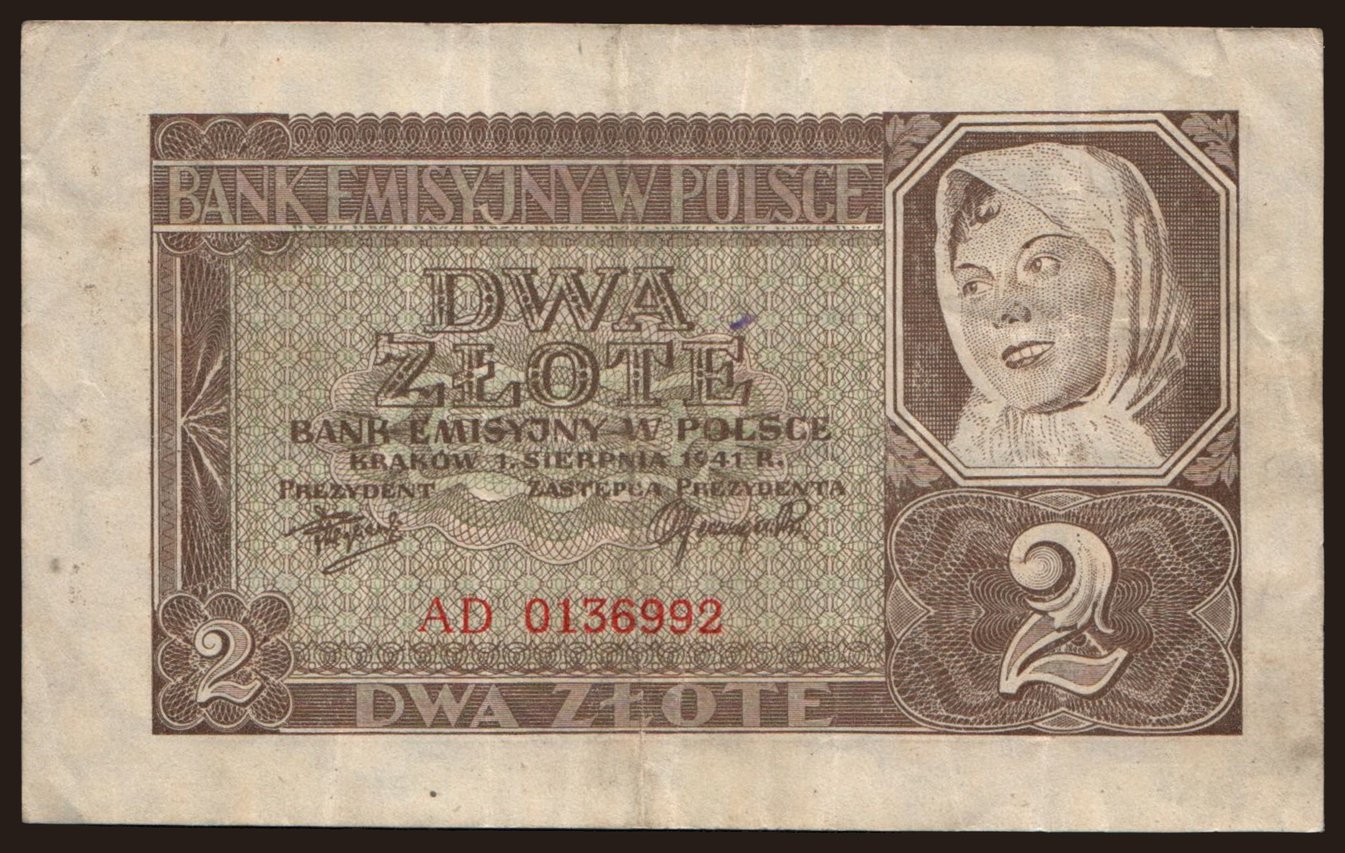 BANK EMISYJNY W POLSCE
DWA
ZŁOTE
BANK EMISYJNY W POLSCE
KRAKÓW 1. SIERPNIA 1941 R.
PREZYDENT ZASTĘPCA PREZYDENTA
AD 0136992
2
2
DWA ZŁOTE